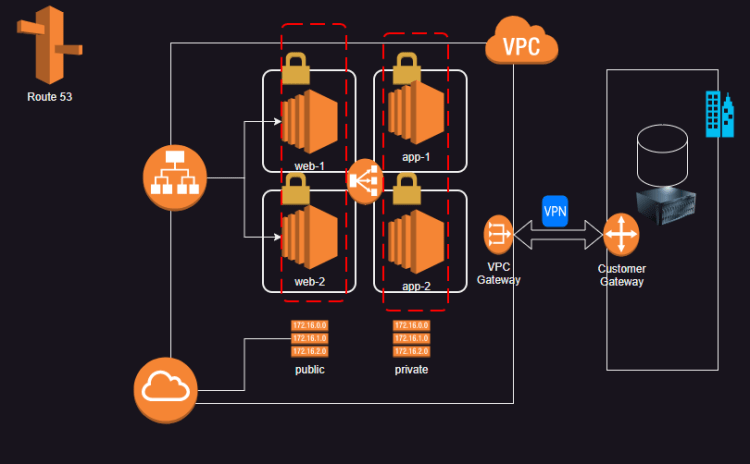 VPC
Route 53
web-1
app-1
web-2
app-2
VPN
VPC
Gateway
Customer
Gateway
172.16.0.0
172.16.1.0
172.16.2.0
public
172.16.0.0
172.16.1.0
172.16.2.0
private